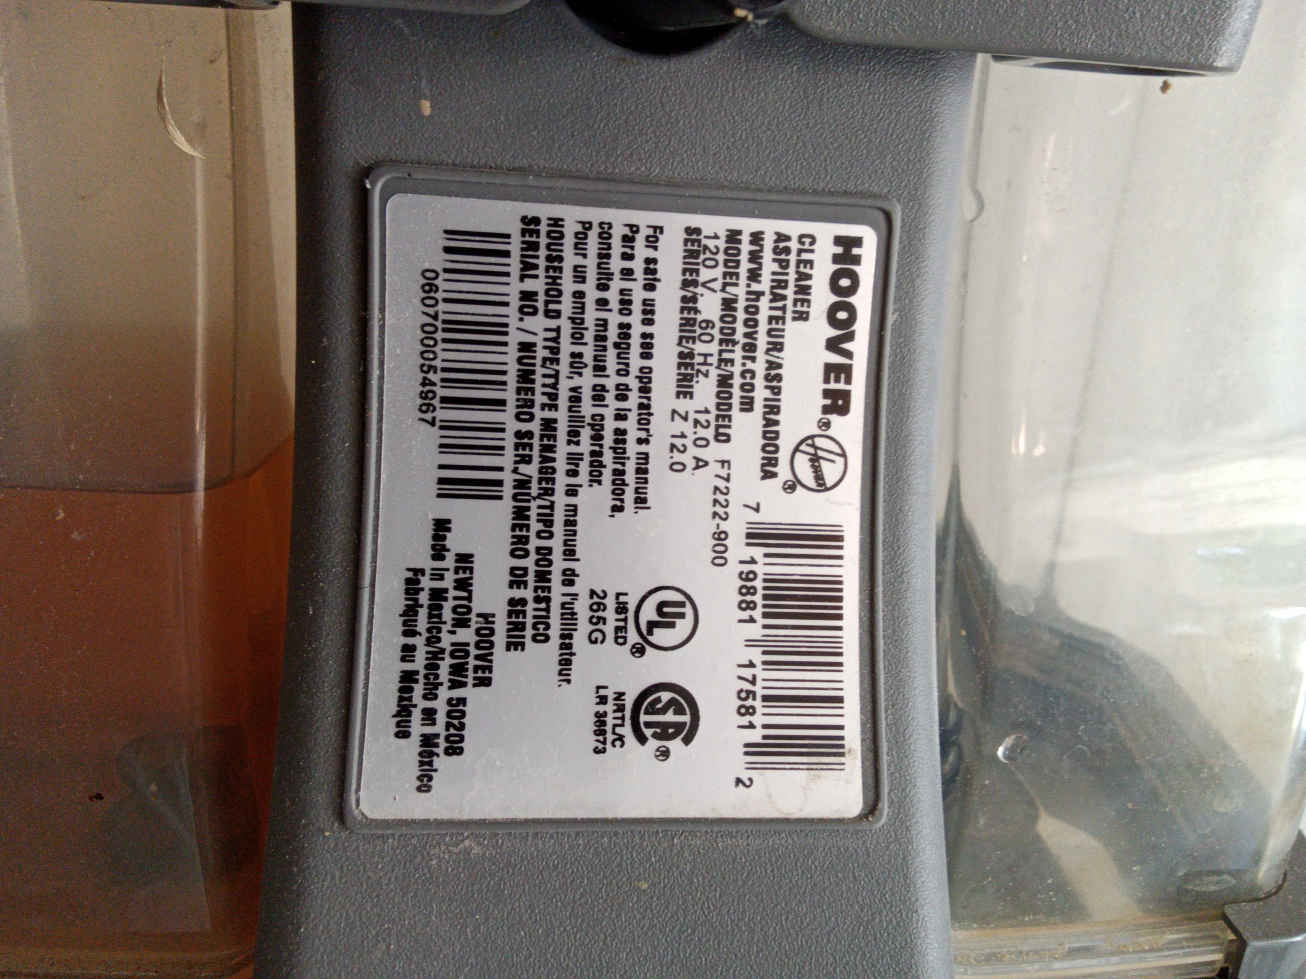 HOOVER®
Hoover ®
CLEANER
ASPIRATEUR/ASPIRADORA
www.hoover.com
7 19881 17581 2
MODEL/MODÈLE/MODELO F7222-900
120 V. 60 Hz. 12.0 A.
SERIES/SÉRIE/SERIE Z 12.0
UL ®
LISTED
265G
SA ®
NRTL/C
LR 36673
For safe use see operator's manual.
Para el uso seguro de la aspiradora,
consulte el manual del operador.
Pour un emploi sûr, veuillez lire le manuel de l'utilisateur.
HOUSEHOLD TYPE/TYPE MENAGER/TIPO DOMESTICO
SERIAL NO./ NUMERO SER./NÚMERO DE SERIE
060700054967
HOOVER
NEWTON, IOWA 50208
Made in Mexico/Hecho en México
Fabriqué au Mexique